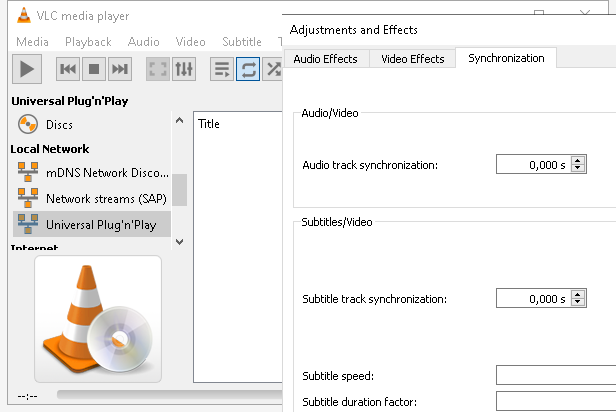 VLC media player
Media Playback Audio Video Subtitle
Universal Plug'n'Play
Discs
Local Network
mDNS Network Disco...
Network streams (SAP)
Universal Plug'n'Play
Internet
Title
--:--
Adjustments and Effects
Audio Effects Video Effects Synchronization
Audio/Video
Audio track synchronization: 0,000 s
Subtitles/Video
Subtitle track synchronization: 0,000 s
Subtitle speed:
Subtitle duration factor: